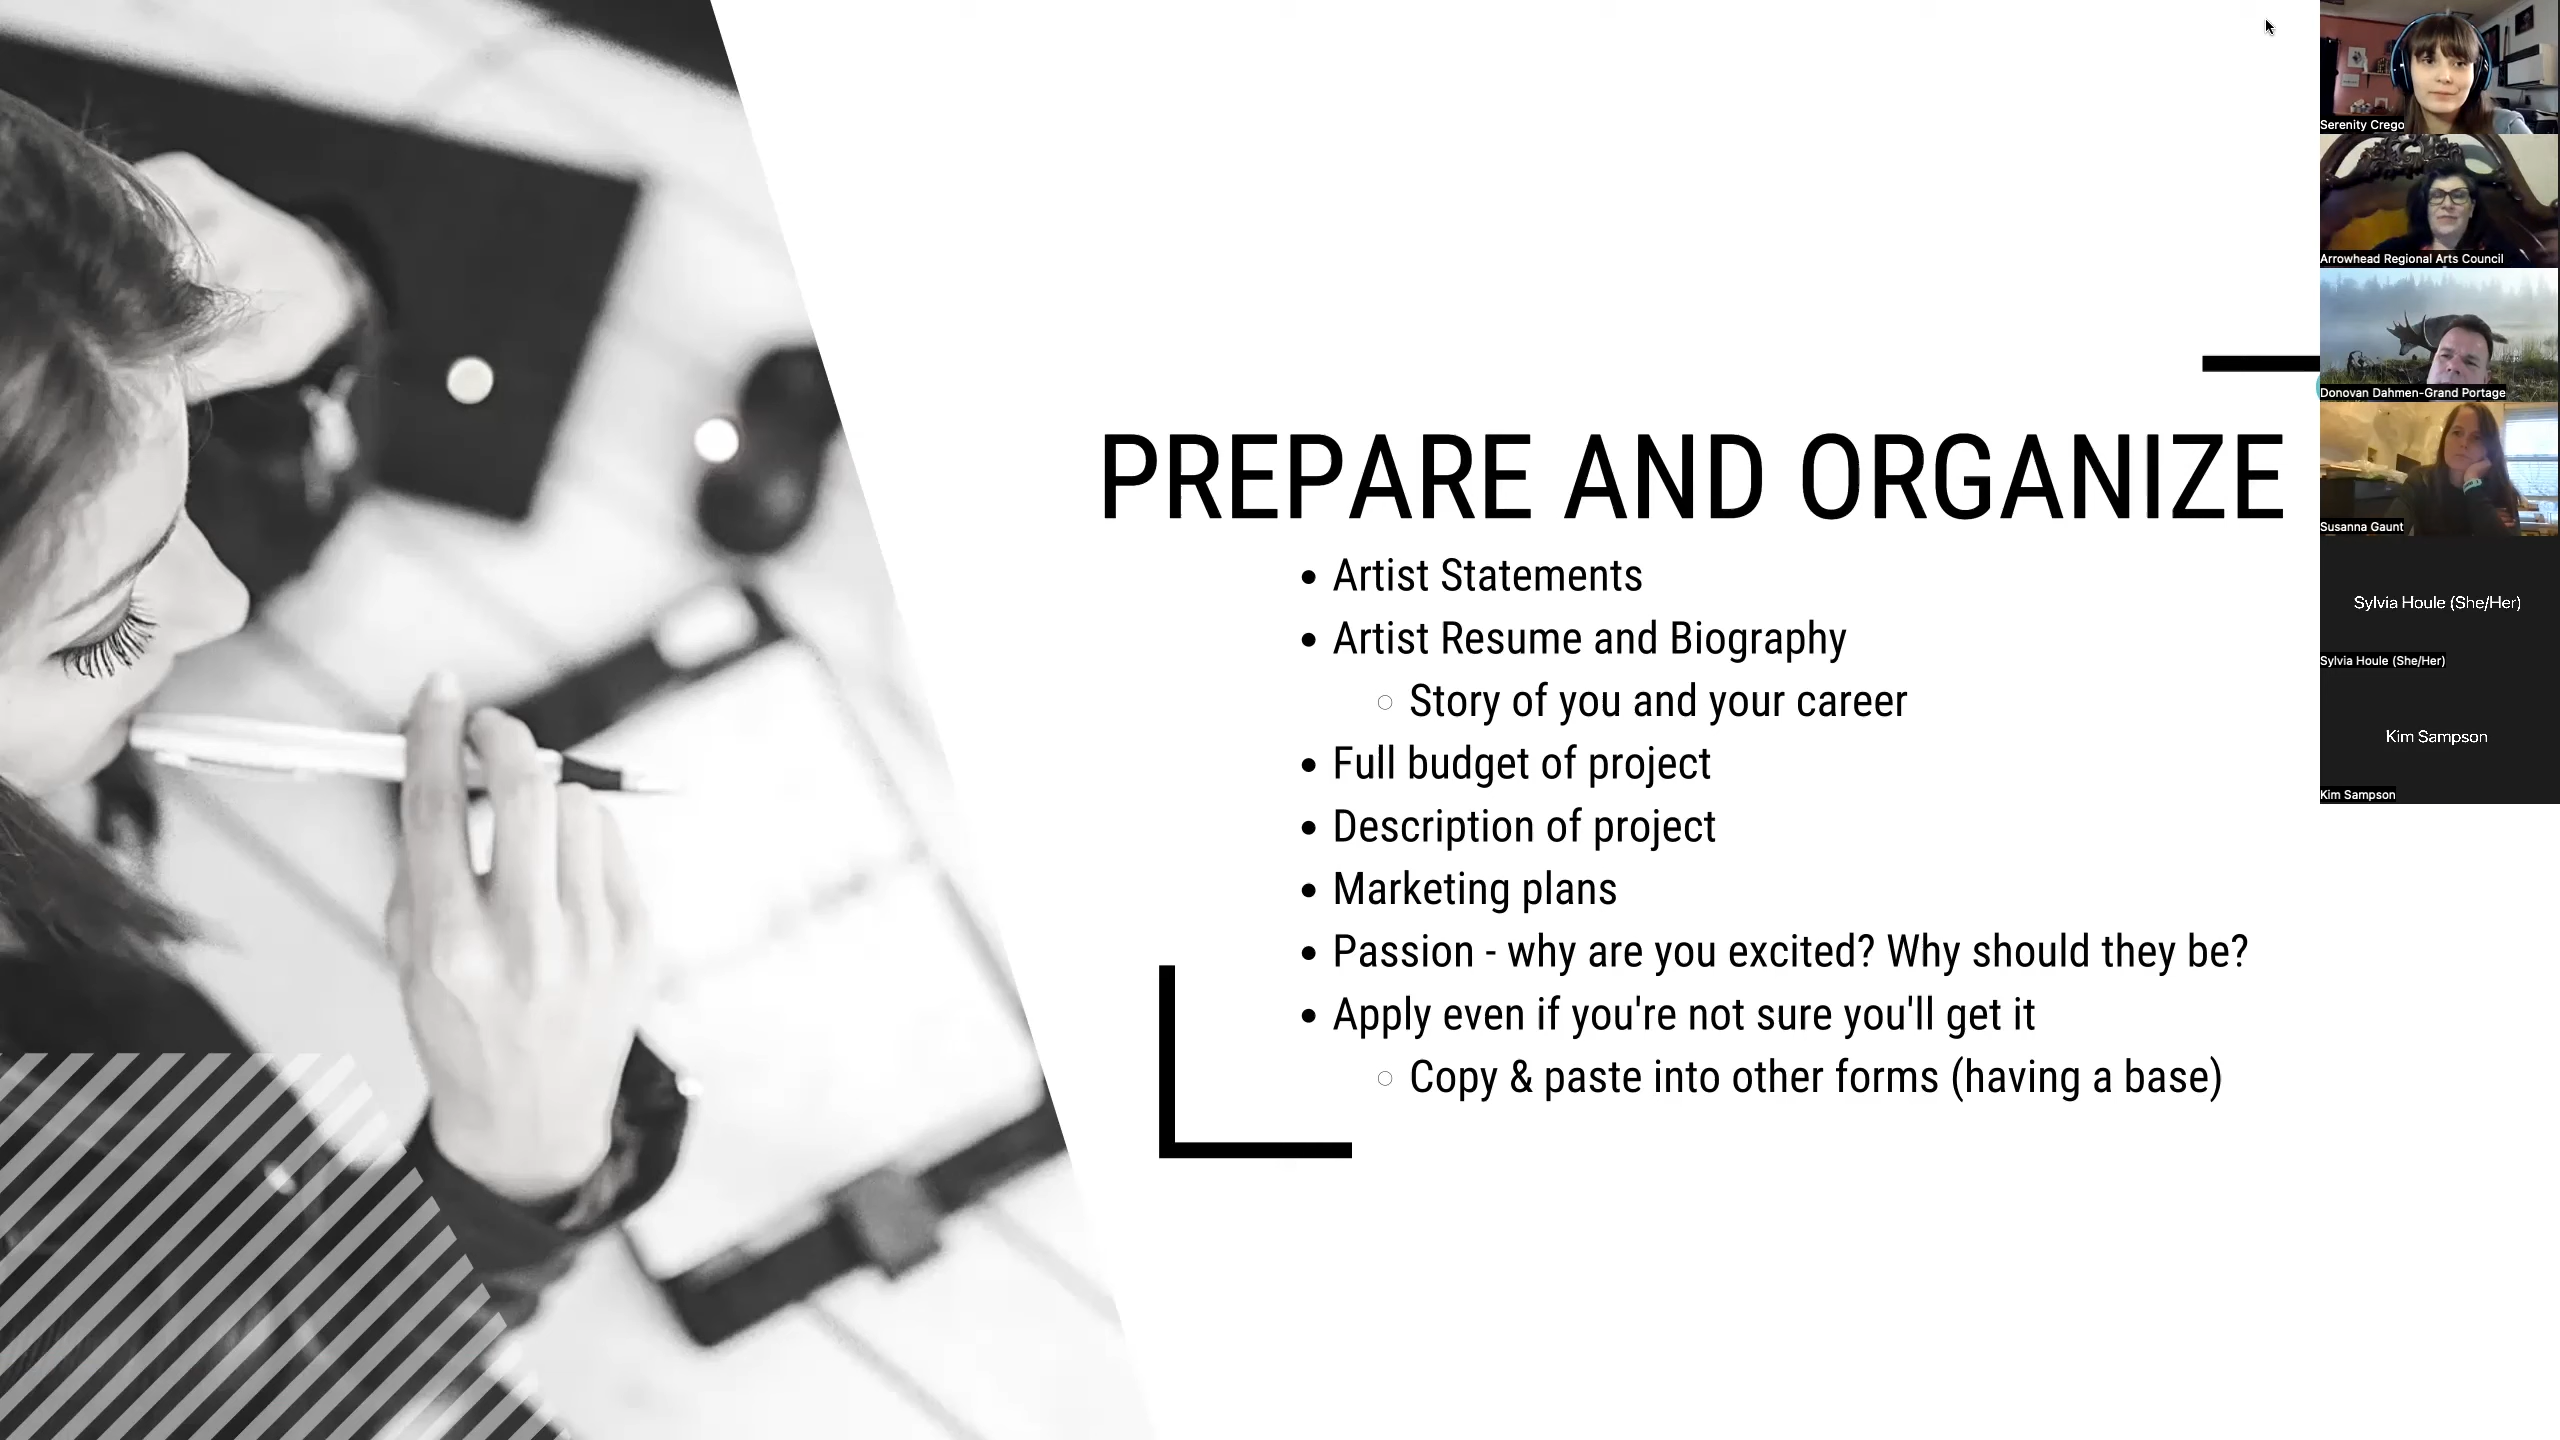 PREPARE AND ORGANIZE
Artist Statements
Artist Resume and Biography
Story of you and your career
Full budget of project
Description of project
Marketing plans
Passion - why are you excited? Why should they be?
Apply even if you're not sure you'll get it
Copy & paste into other forms (having a base)
Serenity Crego
Arrowhead Regional Arts Council
Donovan Dahmen-Grand Portage
Susanna Gaunt
Sylvia Houle (She/Her)
Sylvia Houle (She/Her)
Kim Sampson
Kim Sampson